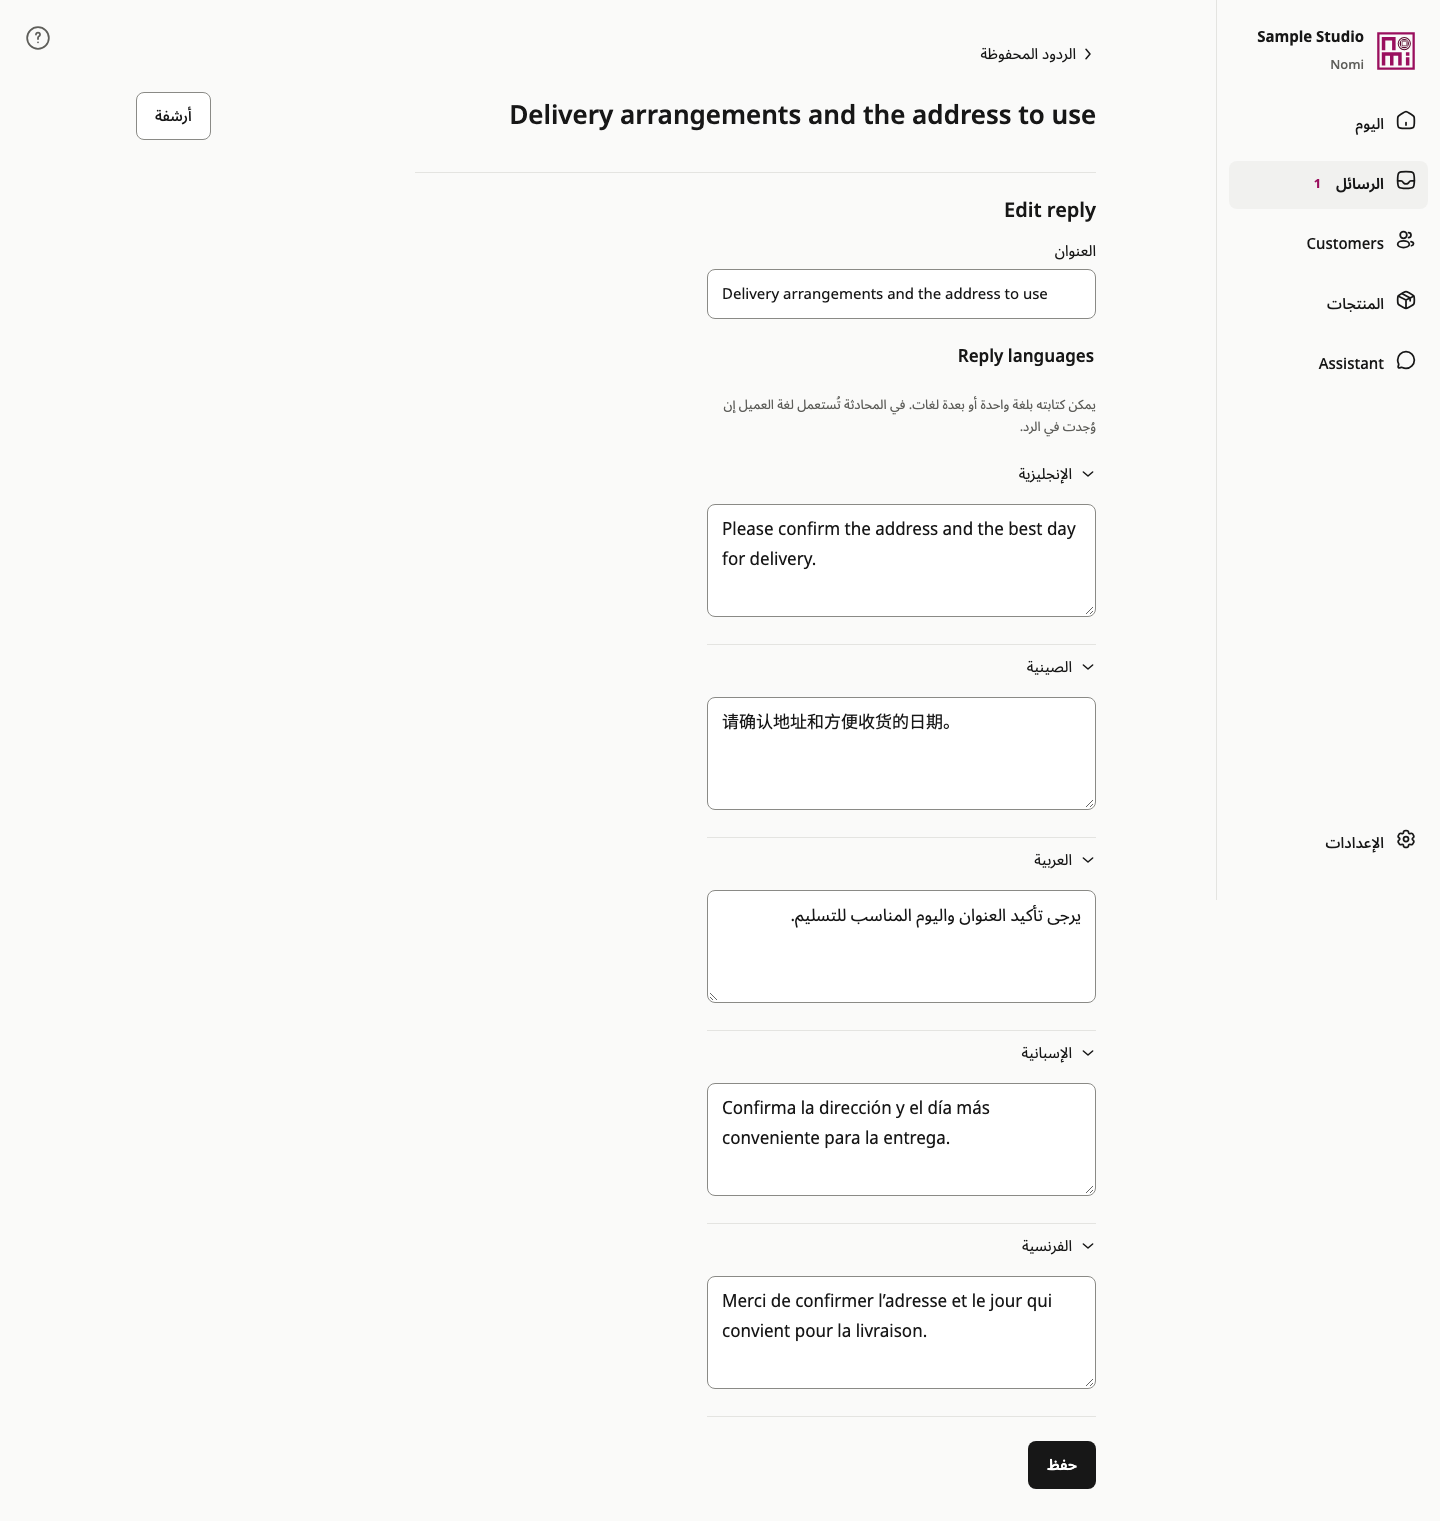 Sample Studio
Nomi
اليوم
الرسائل 1
Customers
المنتجات
Assistant
الإعدادات
الردود المحفوظة
Delivery arrangements and the address to use
أرشفة
Edit reply
العنوان
Delivery arrangements and the address to use
Reply languages
يمكن كتابته بلغة واحدة أو بعدة لغات. في المحادثة تُستعمل لغة العميل إن
وُجدت في الرد.
الإنجليزية
Please confirm the address and the best day
for delivery.
الصينية
请确认地址和方便收货的日期。
العربية
يرجى تأكيد العنوان واليوم المناسب للتسليم.
الإسبانية
Confirma la dirección y el día más
conveniente para la entrega.
الفرنسية
Merci de confirmer l’adresse et le jour qui
convient pour la livraison.
حفظ